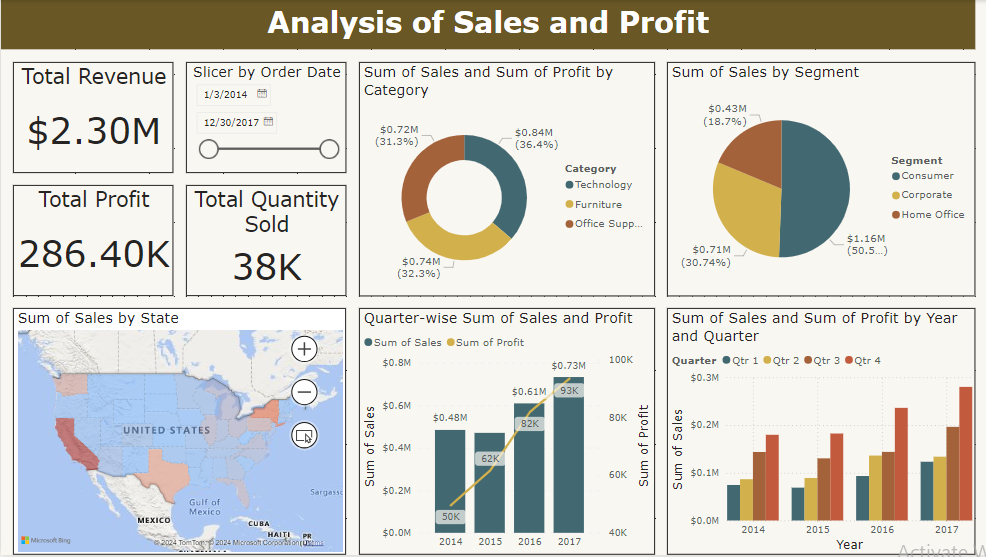 Analysis of Sales and Profit
Total Revenue
$2.30M
Slicer by Order Date
1/3/2014
12/30/2017
Total Profit
286.40K
Total Quantity
Sold
38K
Sum of Sales and Sum of Profit by
Category
$0.72M
(31.3%)
$0.84M
(36.4%)
$0.74M
(32.3%)
Category
Technology
Furniture
Office Supp...
Sum of Sales by Segment
$0.43M
(18.7%)
$0.71M
(30.74%)
$1.16M
(50.5...)
Segment
Consumer
Corporate
Home Office
Sum of Sales by State
UNITED STATES
Gulf of
Mexico
Sargass
MEXICO
CUBA
HAITI
PR
Microsoft Bing
© 2024 TomTom, © 2024 Microsoft Corporation Terms
Quarter-wise Sum of Sales and Profit
Sum of Sales
Sum of Profit
$0.8M
$0.6M
$0.4M
$0.2M
$0.0M
Sum of Sales
$0.48M
$0.61M
$0.73M
50K
62K
82K
93K
100K
80K
60K
40K
Sum of Profit
2014
2015
2016
2017
Sum of Sales and Sum of Profit by Year
and Quarter
Quarter
Qtr 1
Qtr 2
Qtr 3
Qtr 4
$0.3M
$0.2M
$0.1M
$0.0M
Sum of Sales
2014
2015
2016
2017
Year
Activate W